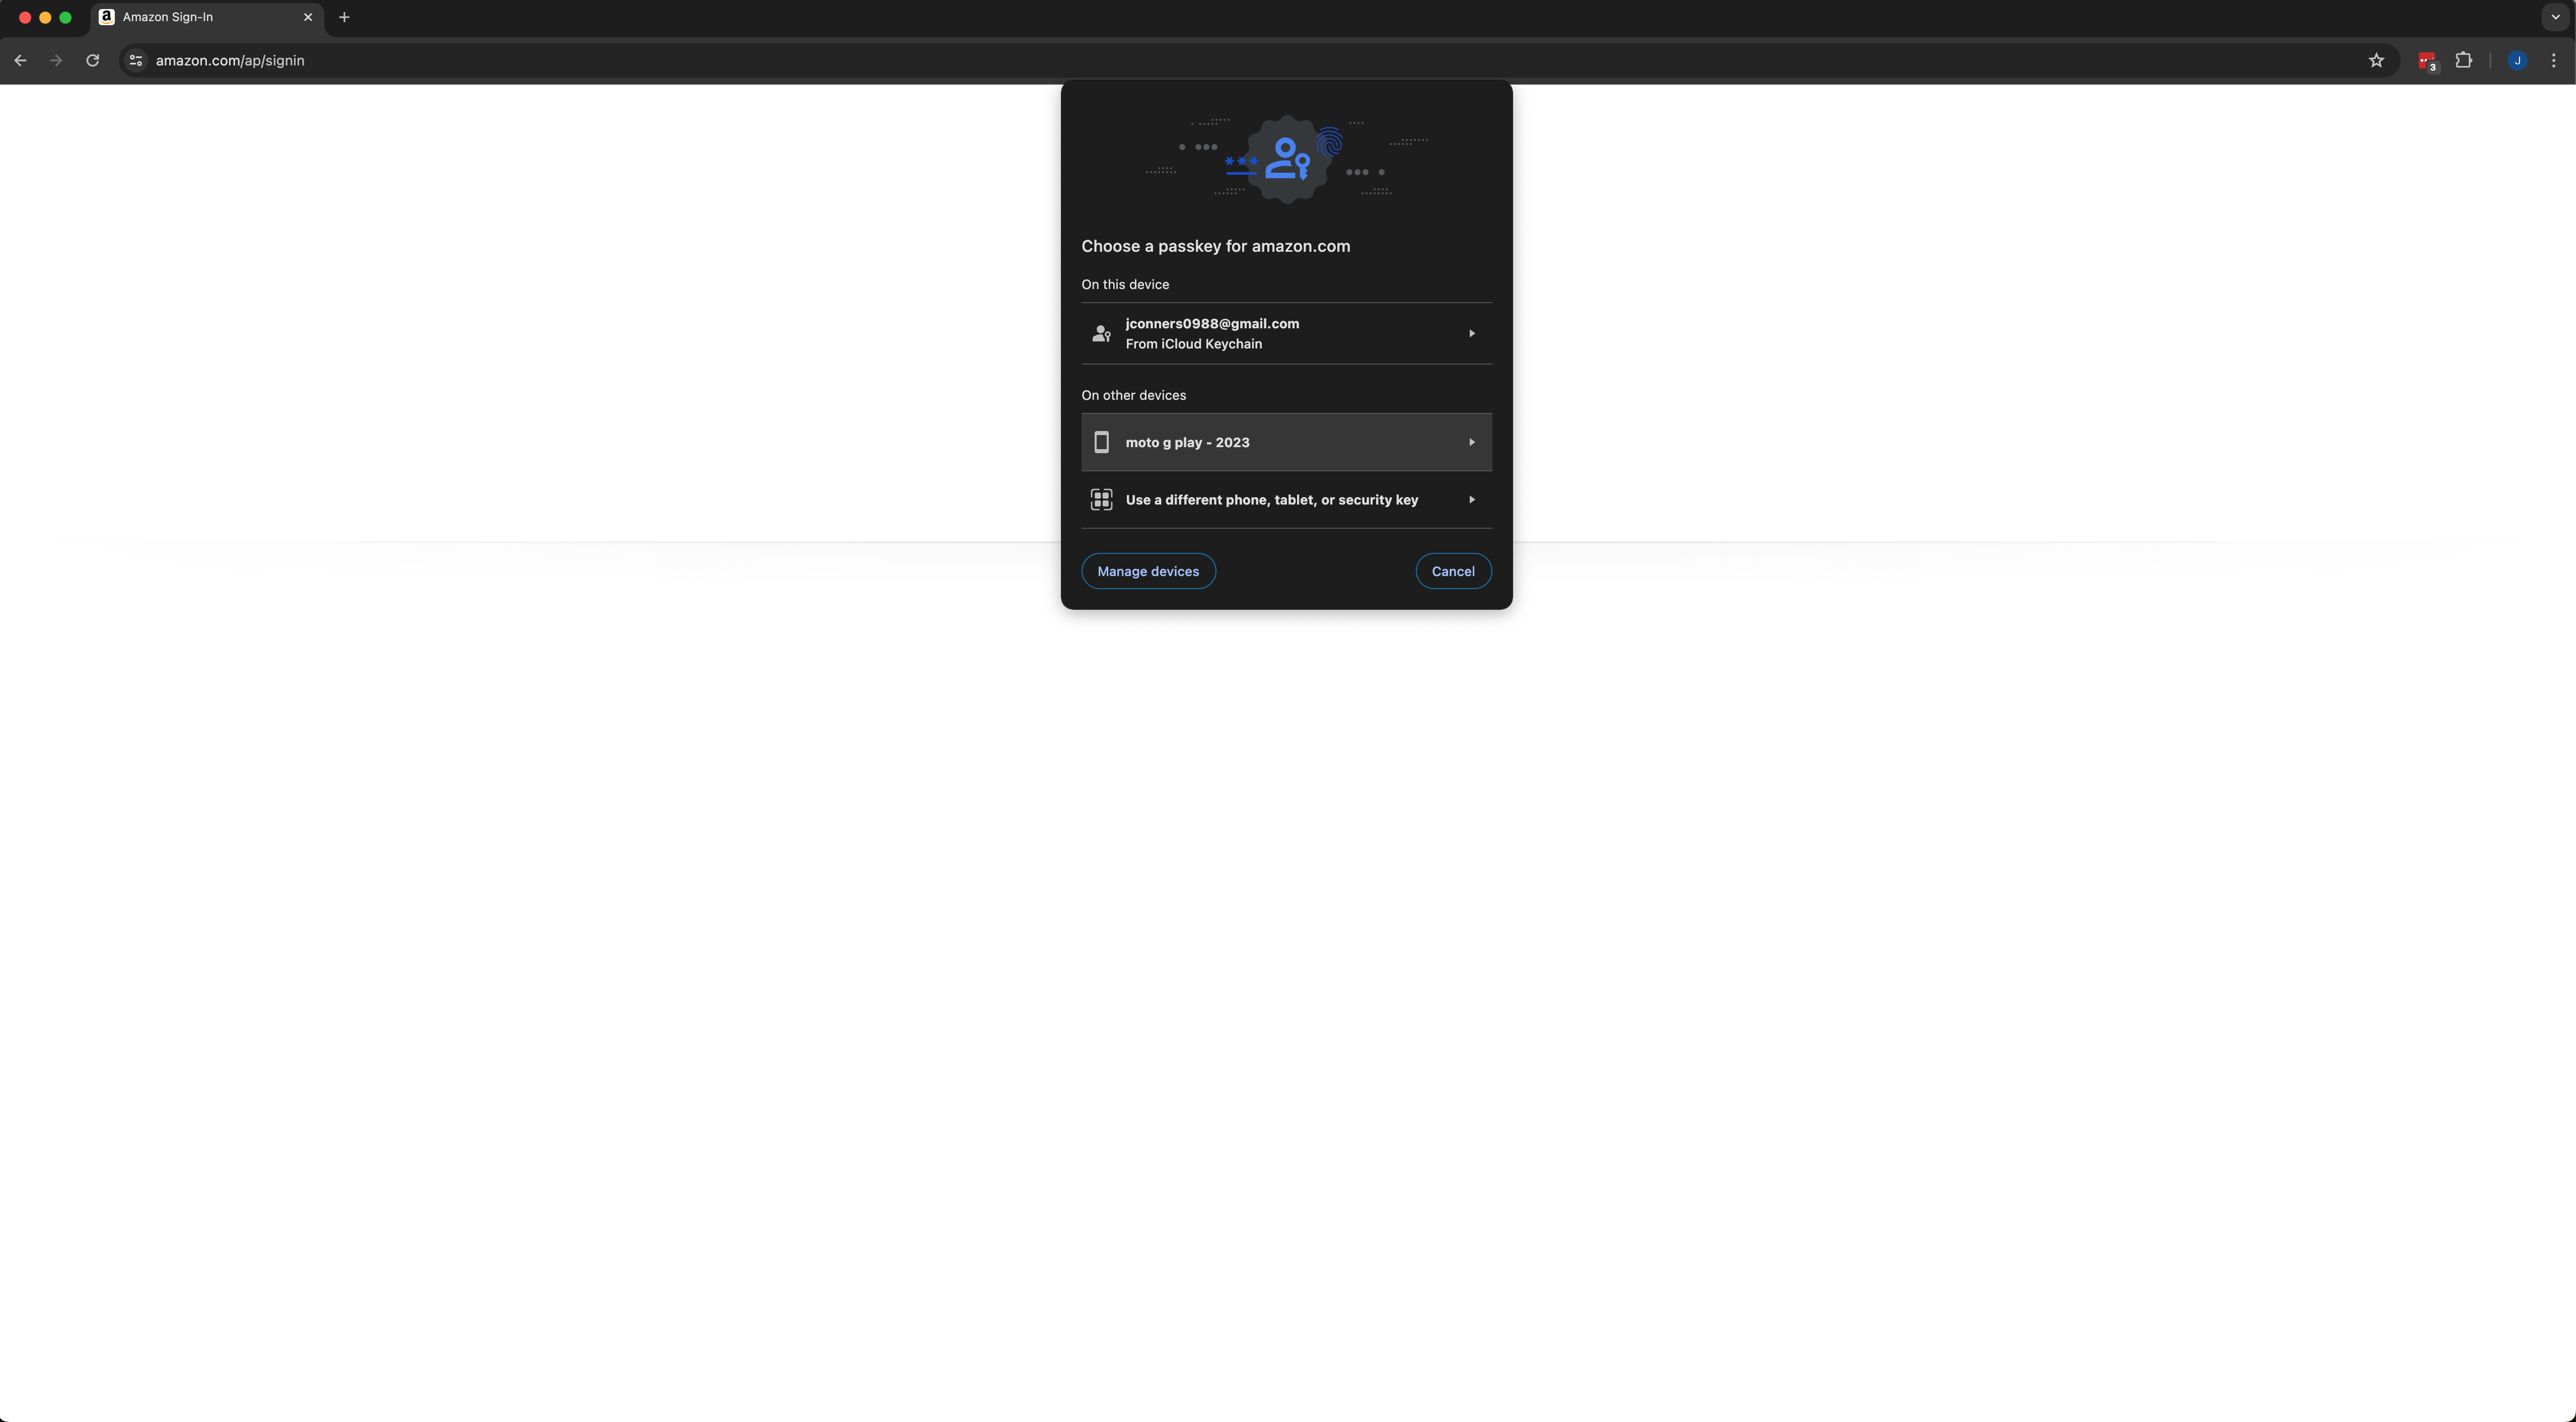 Amazon Sign-In
amazon.com/ap/signin
3
J
***
Choose a passkey for amazon.com
On this device
jconners0988@gmail.com
From iCloud Keychain
On other devices
moto g play - 2023
Use a different phone, tablet, or security key
Manage devices
Cancel